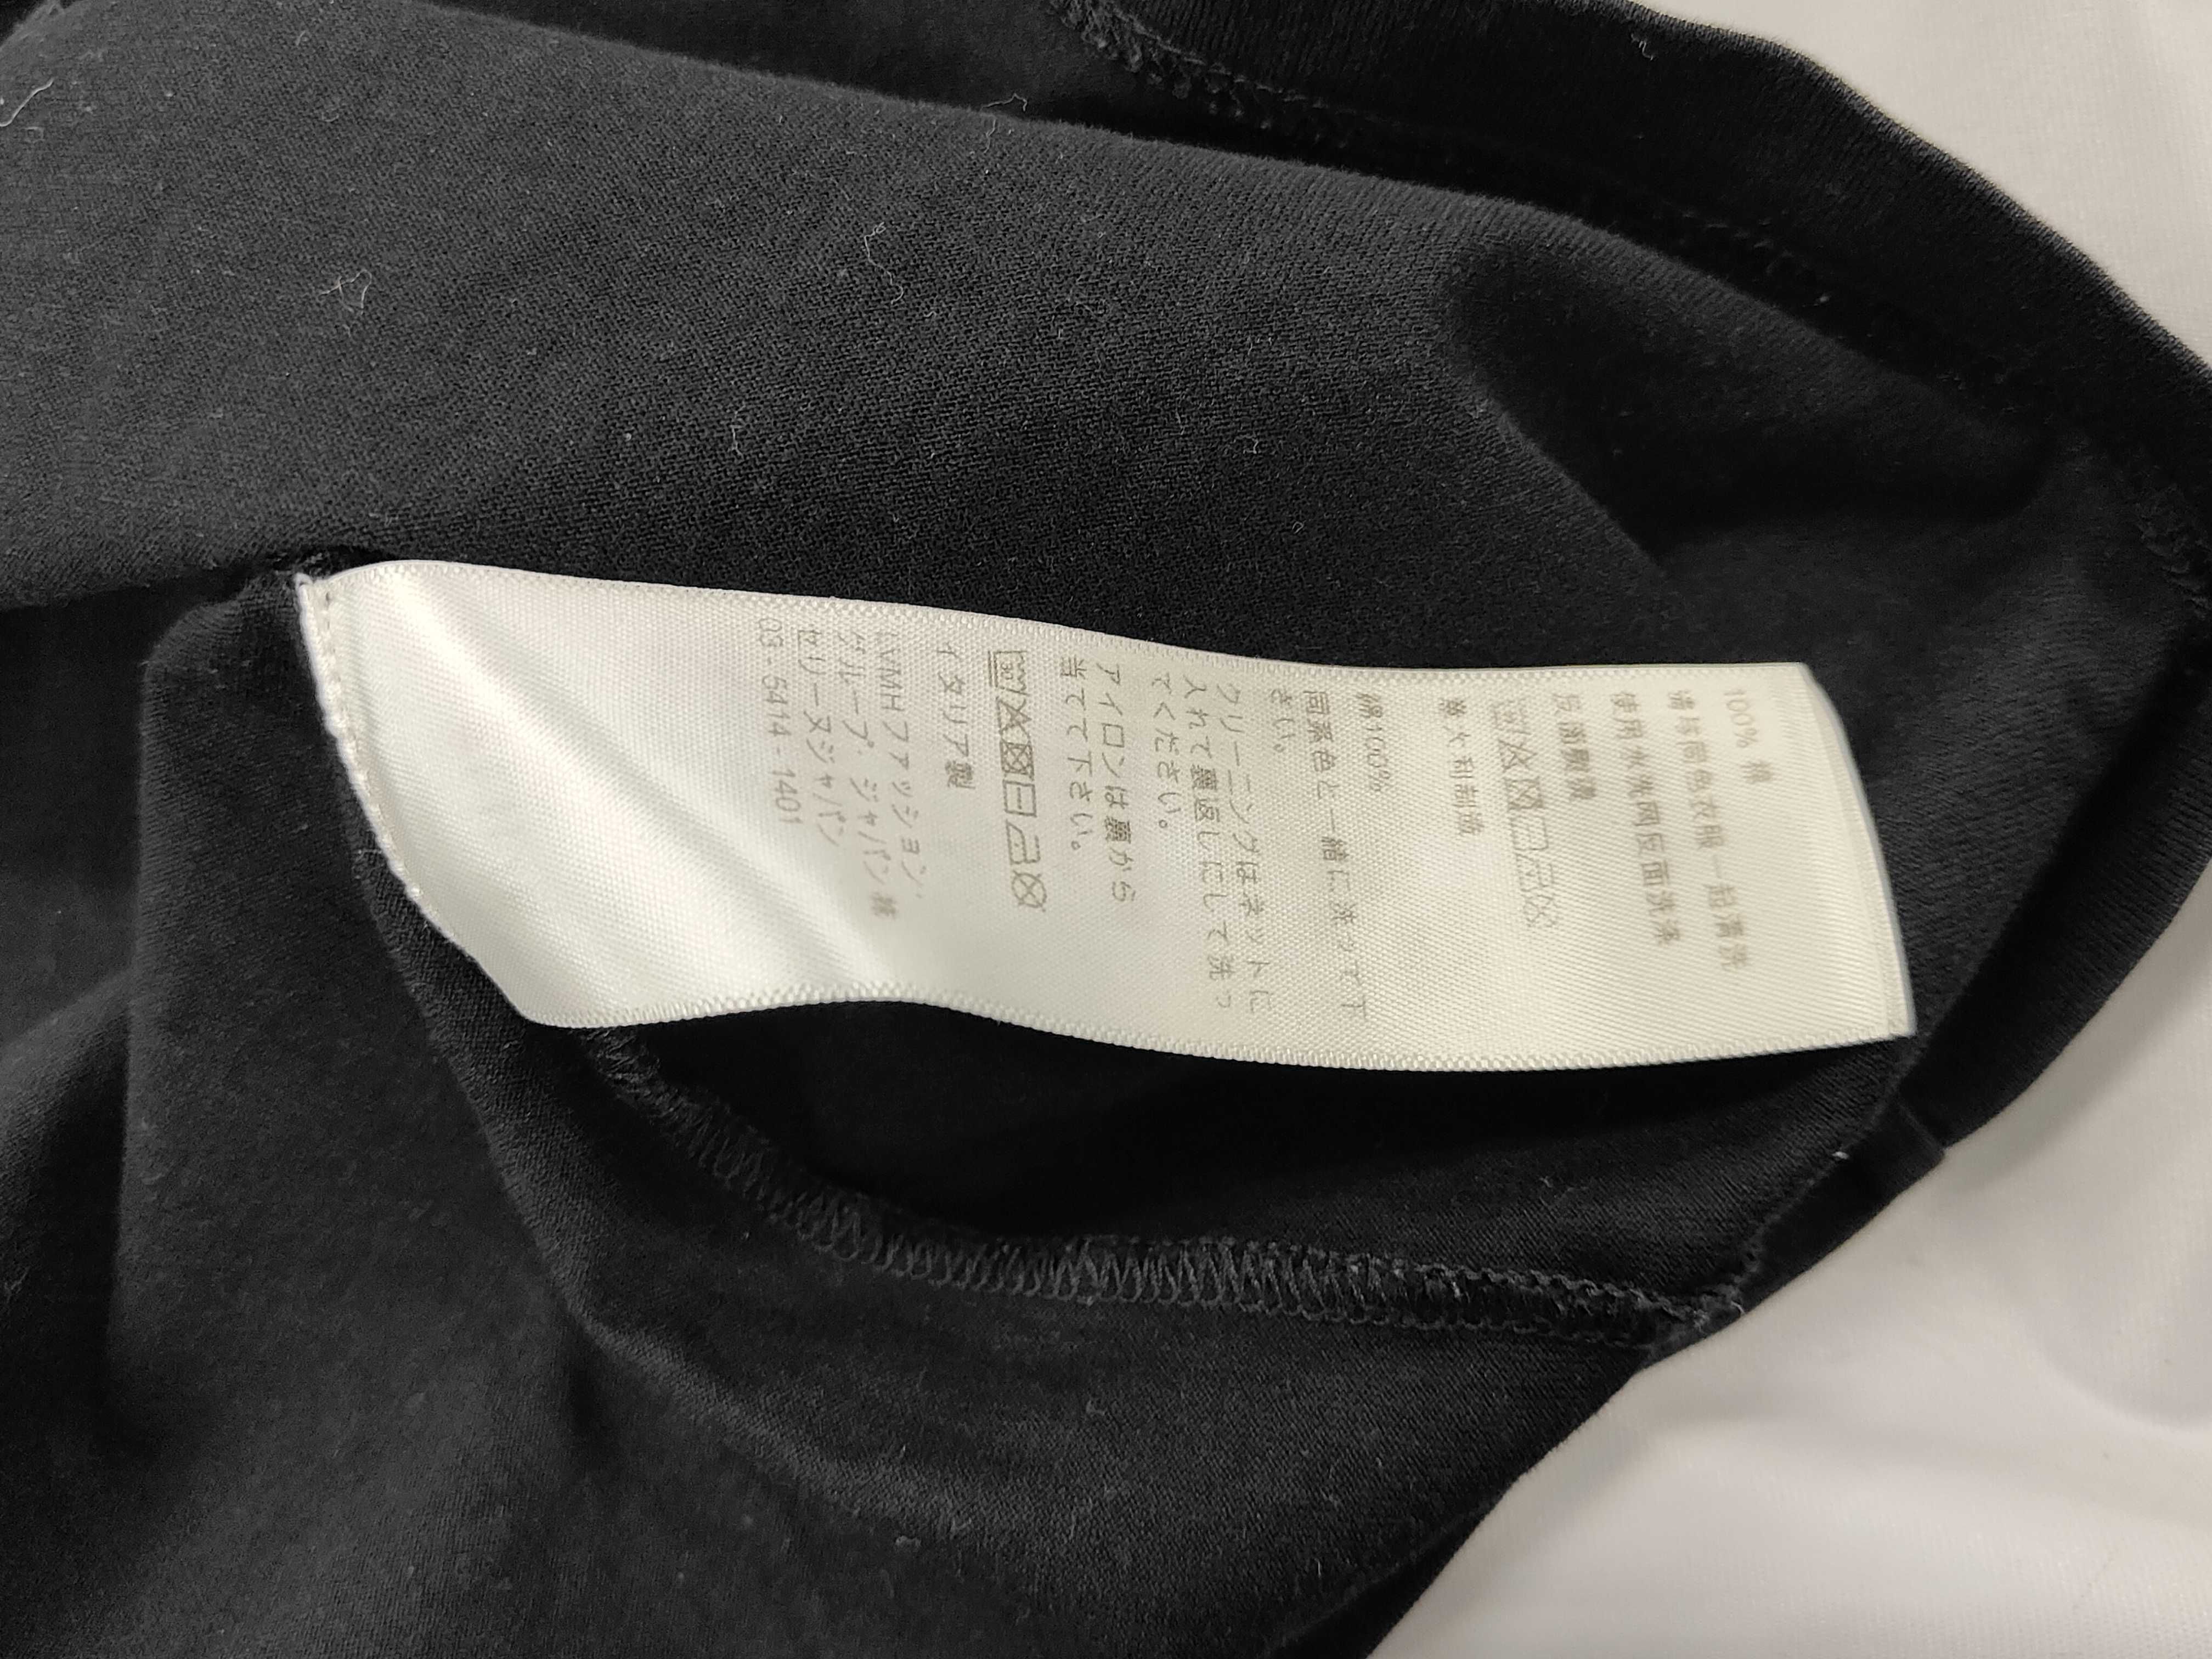 100% 棉
请与同色衣服一起清洗
使用水洗网反面洗涤
反面熨烫
意大利制造
綿100%
同系色と一緒に洗って下
さい。
クリーニングはネットに
入れて裏返しにして洗っ
てください。
アイロンは裏から
当てて下さい。
30
イタリア製
LVMHファッション
グループ・ジャパン㈱
セリーヌジャパン
03-5414-1401